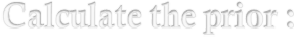 Calculate the prior :